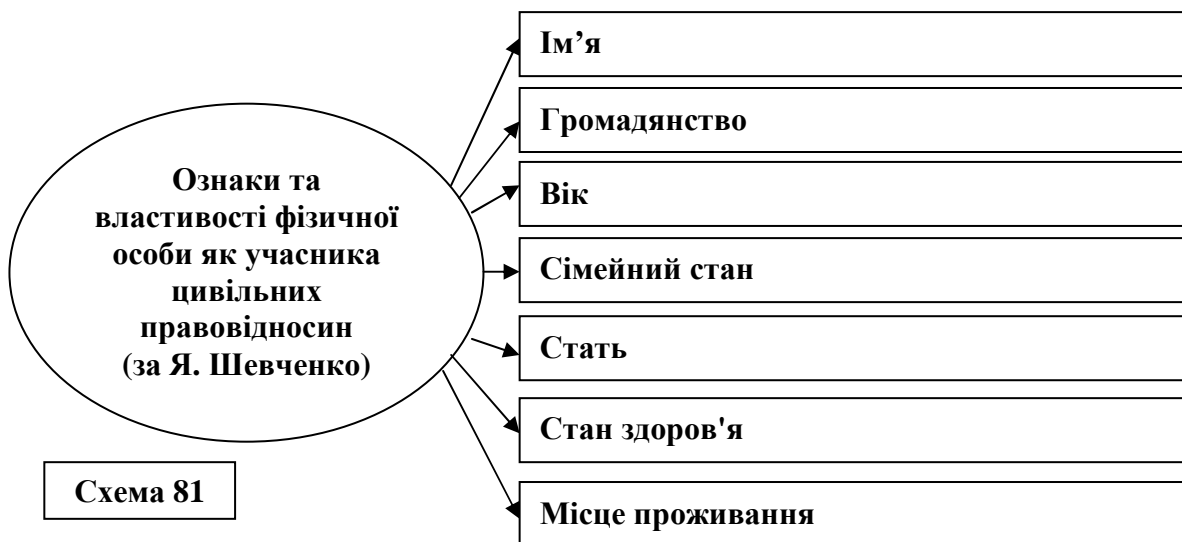 Ознаки та
властивості фізичної
особи як учасника
цивільних
правовідносин
(за Я. Шевченко)
Ім’я
Громадянство
Вік
Сімейний стан
Стать
Стан здоров'я
Місце проживання
Схема 81